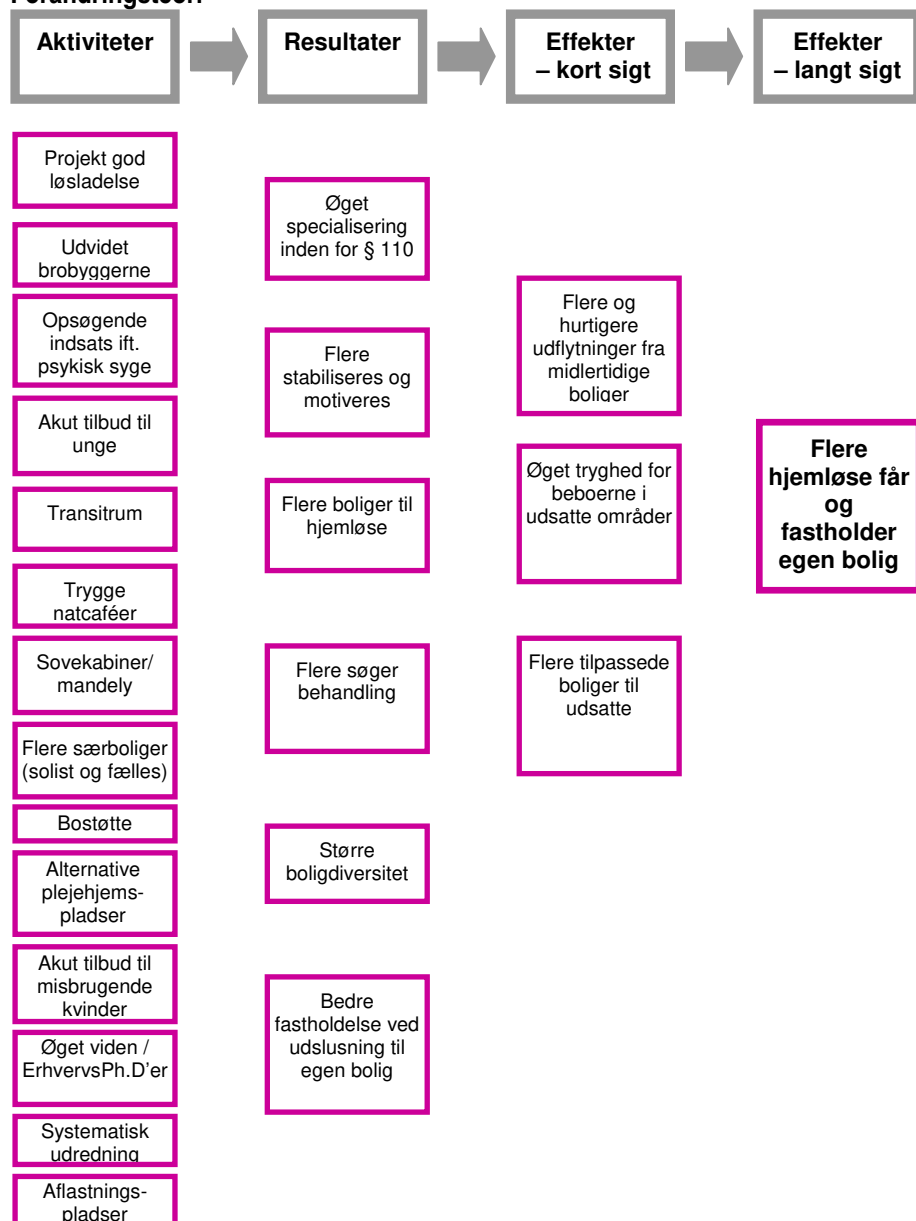 Forandringsteori
Aktiviteter
Resultater
Effekter
– kort sigt
Effekter
– langt sigt
Projekt god
løsladelse
Udvidet
brobyggerne
Opsøgende
indsats ift.
psykisk syge
Akut tilbud til
unge
Transitrum
Trygge
natcaféer
Sovekabiner/
mandely
Flere særboliger
(solist og fælles)
Bostøtte
Alternative
plejehjems-
pladser
Akut tilbud til
misbrugende
kvinder
Øget viden /
ErhvervsPh.D’er
Systematisk
udredning
Aflastnings-
pladser
Øget
specialisering
inden for § 110
Flere
stabiliseres og
motiveres
Flere boliger til
hjemløse
Flere søger
behandling
Større
boligdiversitet
Bedre
fastholdelse ved
udslusning til
egen bolig
Flere og
hurtigere
udflytninger fra
midlertidige
boliger
Øget tryghed for
beboerne i
udsatte områder
Flere tilpassede
boliger til
udsatte
Flere
hjemløse får
og
fastholder
egen bolig